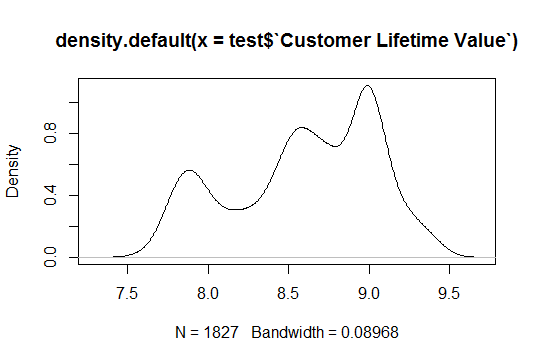 density.default(x = test$`Customer Lifetime Value`)
Density
0.8
0.4
0.0
7.5 8.0 8.5 9.0 9.5
N = 1827 Bandwidth = 0.08968